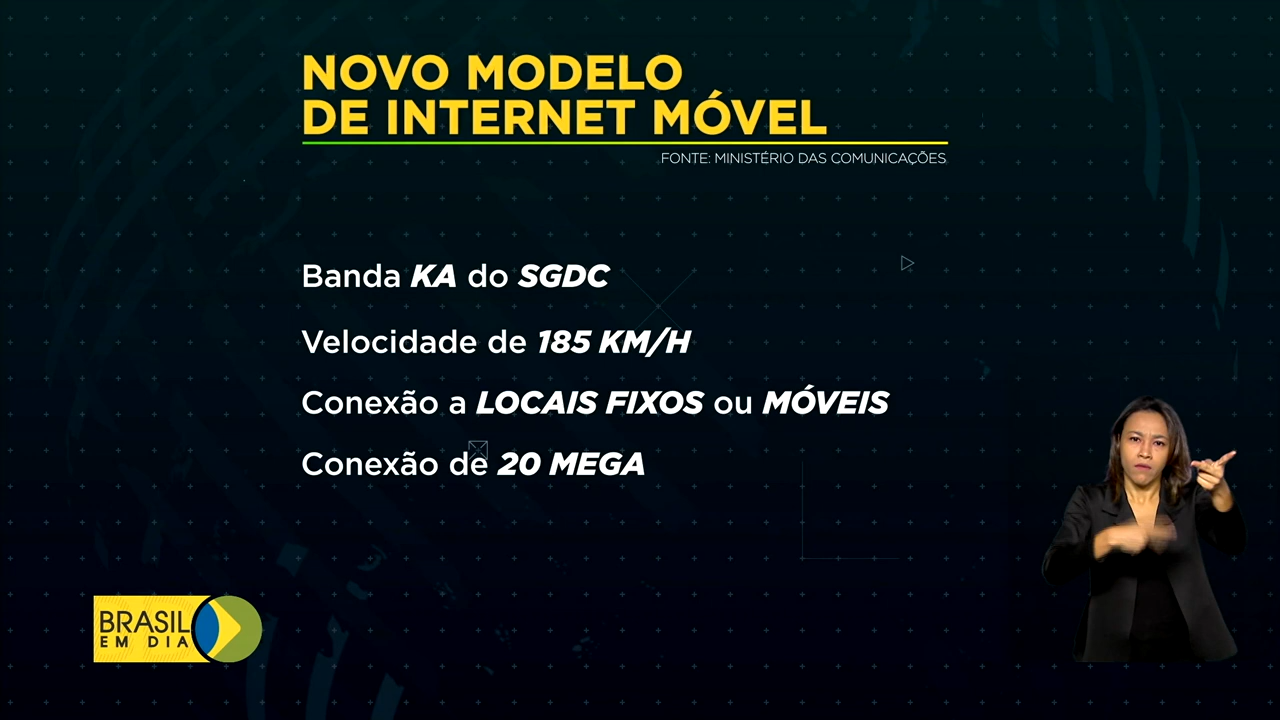 NOVO MODELO
DE INTERNET MÓVEL
FONTE: MINISTÉRIO DAS COMUNICAÇÕES
Banda KA do SGDC
Velocidade de 185 KM/H
Conexão a LOCAIS FIXOS ou MÓVEIS
Conexão de 20 MEGA
BRASIL
EM DIA